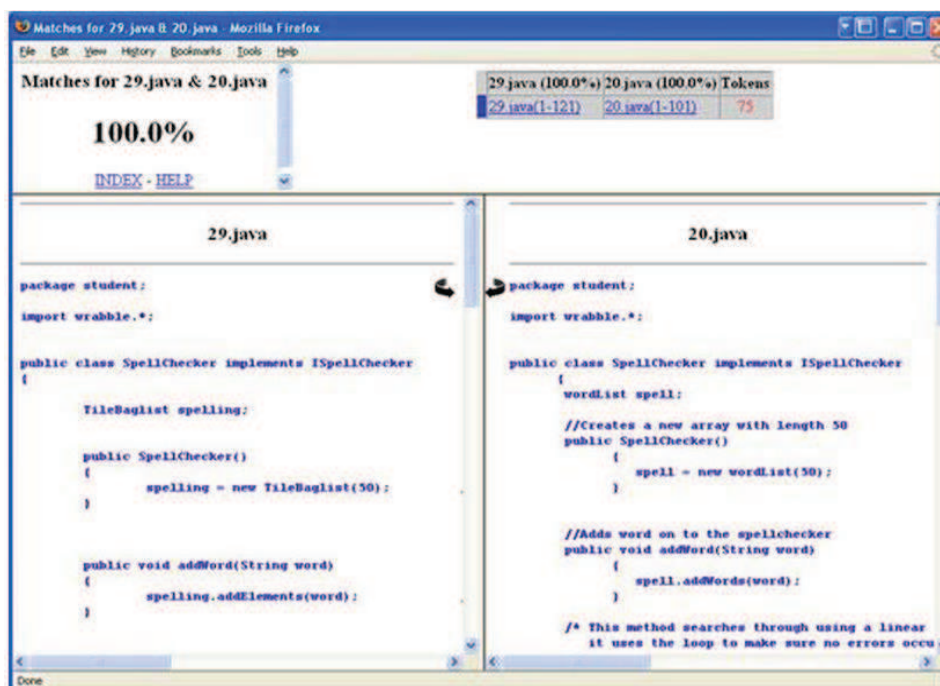 Matches for 29.java & 20.java - Mozilla Firefox
File Edit View History Bookmarks Tools Help
Matches for 29.java & 20.java
100.0%
INDEX - HELP
29.java (100.0%) 20.java (100.0%) Tokens
29.java(1-121) 20.java(1-101) 75
29.java
package student;
import wrabble.*;
public class SpellChecker implements ISpellChecker
{
TileBaglist spelling;
public SpellChecker()
{
spelling = new TileBaglist(50);
}
public void addWord(String word)
{
spelling.addElements(word);
}
20.java
package student;
import wrabble.*;
public class SpellChecker implements ISpellChecker
{
wordList spell;
//Creates a new array with length 50
public SpellChecker()
{
spell = new wordList(50);
}
//Adds word on to the spellchecker
public void addWord(String word)
{
spell.addWords(word);
}
/* This method searches through using a linear
it uses the loop to make sure no errors occu
Done